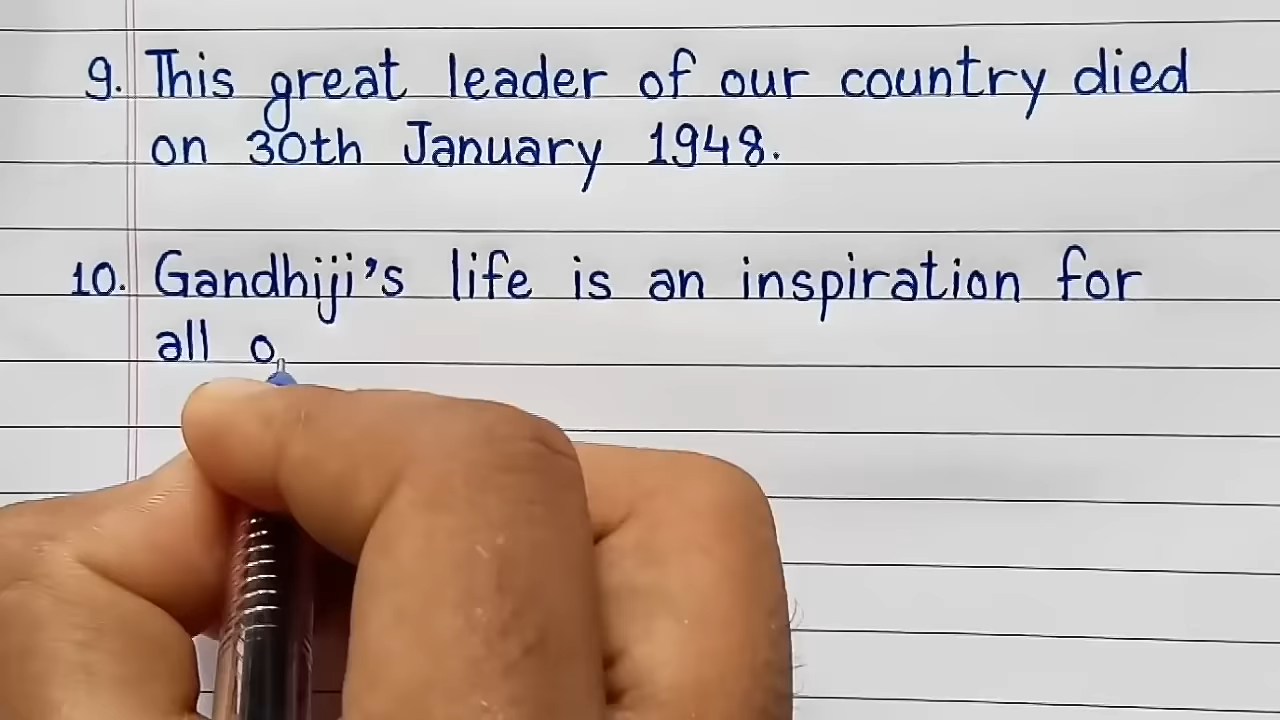 9. This great leader of our country died
on 30th January 1948.
10. Gandhiji's life is an inspiration for
all o